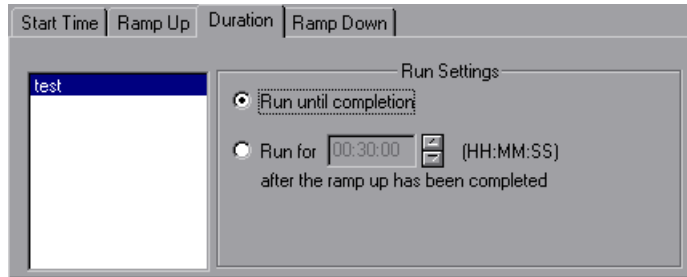 Start Time Ramp Up Duration Ramp Down
test
Run Settings
Run until completion
Run for 00:30:00 (HH:MM:SS)
after the ramp up has been completed